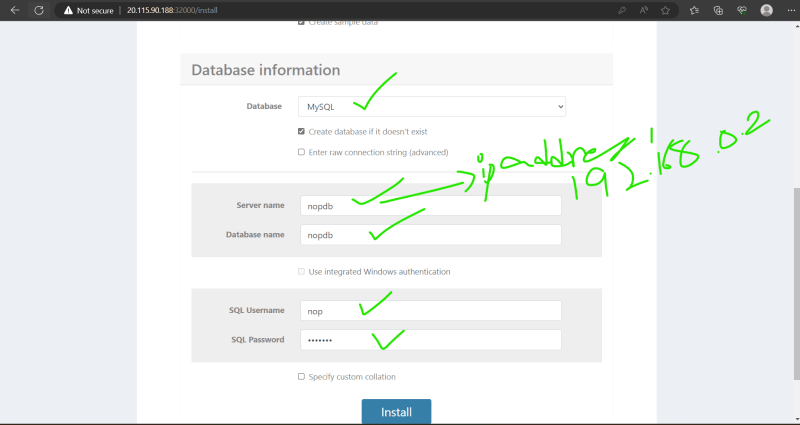 Not secure | 20.115.90.188:32000/install
Create sample data
Database information
Database MySQL
Create database if it doesn't exist
Enter raw connection string (advanced)
ip address
192.168.0.2
Server name nopdb
Database name nopdb
Use integrated Windows authentication
SQL Username nop
SQL Password •••••••
Specify custom collation
Install